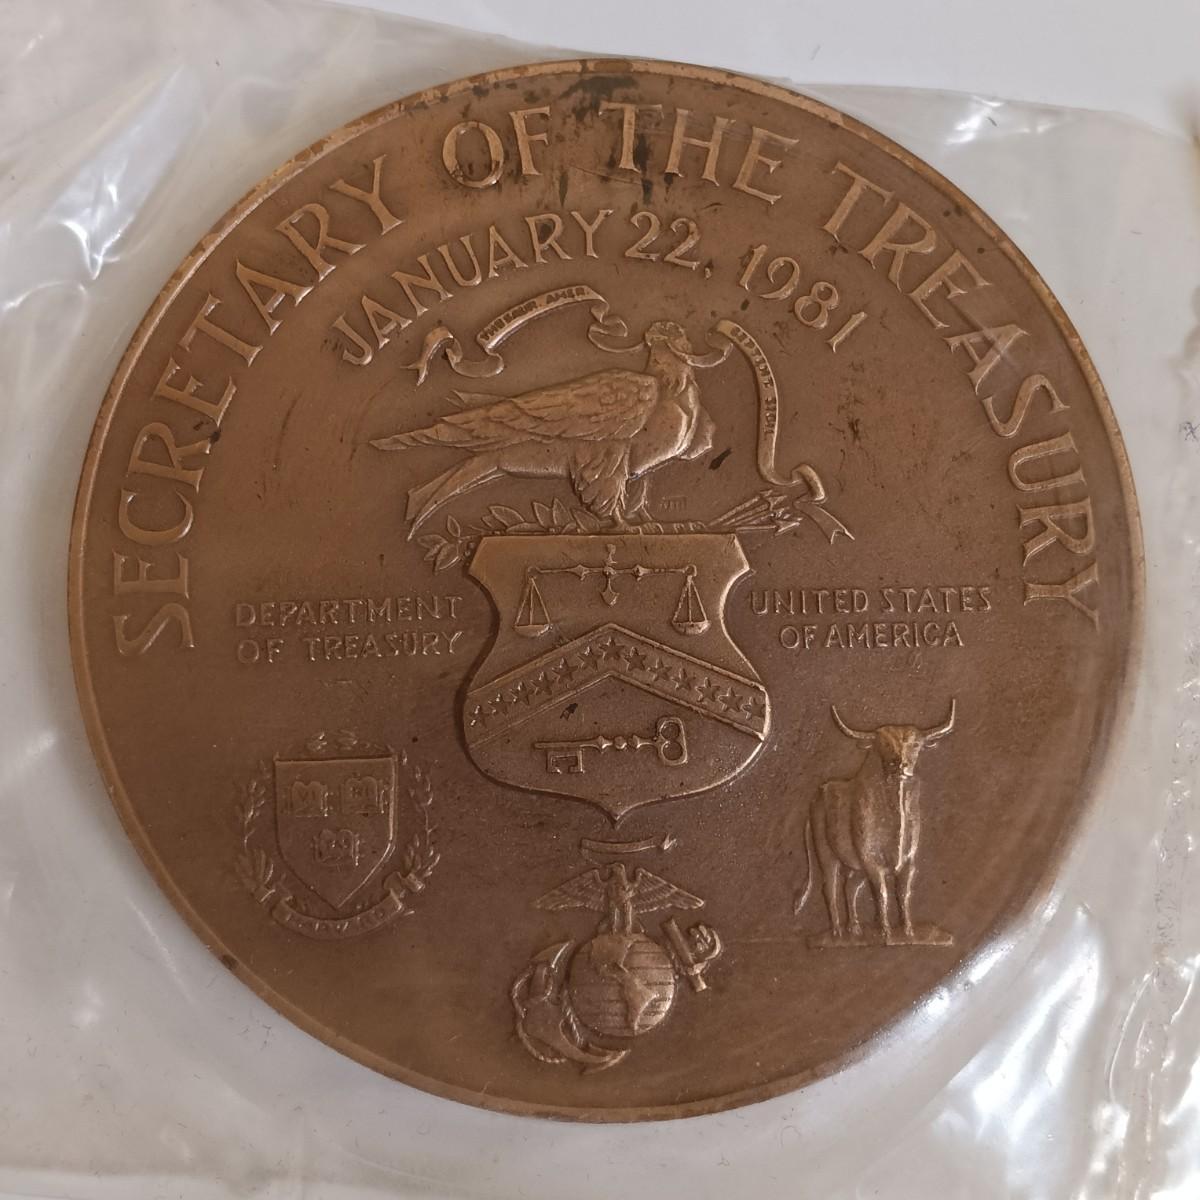 SECRETARY OF THE TREASURY
JANUARY 22, 1981
DEPARTMENT
OF TREASURY
UNITED STATES
OF AMERICA